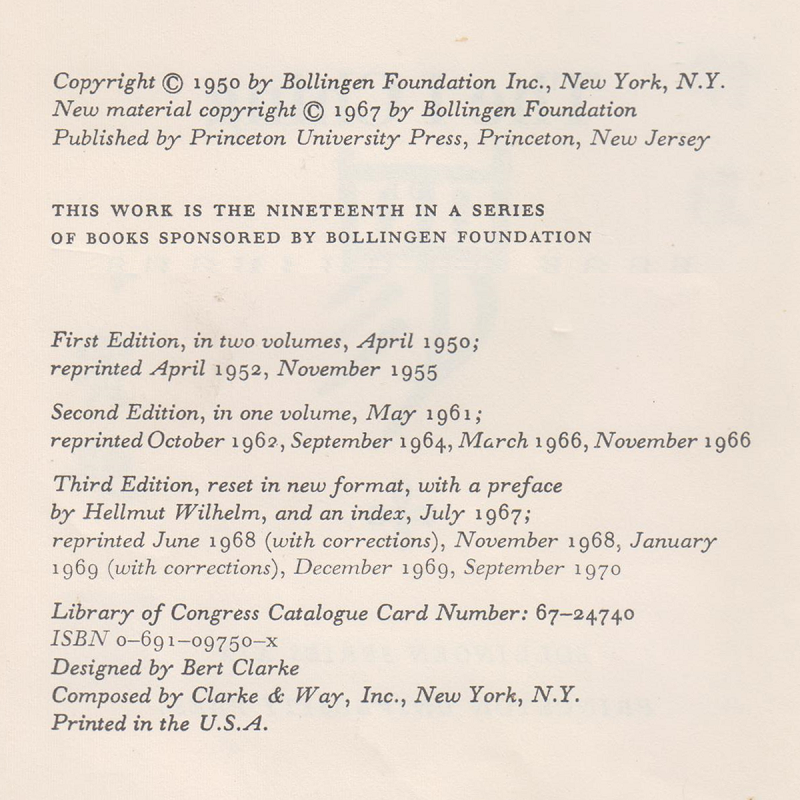 Copyright © 1950 by Bollingen Foundation Inc., New York, N.Y.
New material copyright © 1967 by Bollingen Foundation
Published by Princeton University Press, Princeton, New Jersey
THIS WORK IS THE NINETEENTH IN A SERIES
OF BOOKS SPONSORED BY BOLLINGEN FOUNDATION
First Edition, in two volumes, April 1950;
reprinted April 1952, November 1955
Second Edition, in one volume, May 1961;
reprinted October 1962, September 1964, March 1966, November 1966
Third Edition, reset in new format, with a preface
by Hellmut Wilhelm, and an index, July 1967;
reprinted June 1968 (with corrections), November 1968, January
1969 (with corrections), December 1969, September 1970
Library of Congress Catalogue Card Number: 67–24740
ISBN 0–691–09750–x
Designed by Bert Clarke
Composed by Clarke & Way, Inc., New York, N.Y.
Printed in the U.S.A.